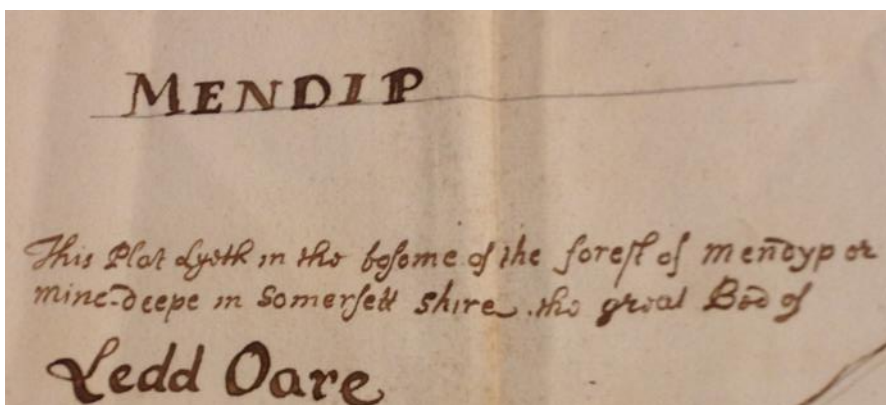 MENDIP
This Plat Lyeth in the bosome of the forest of mendyp or
mine-deepe in Somersett shire the great Bed of
Ledd Oare